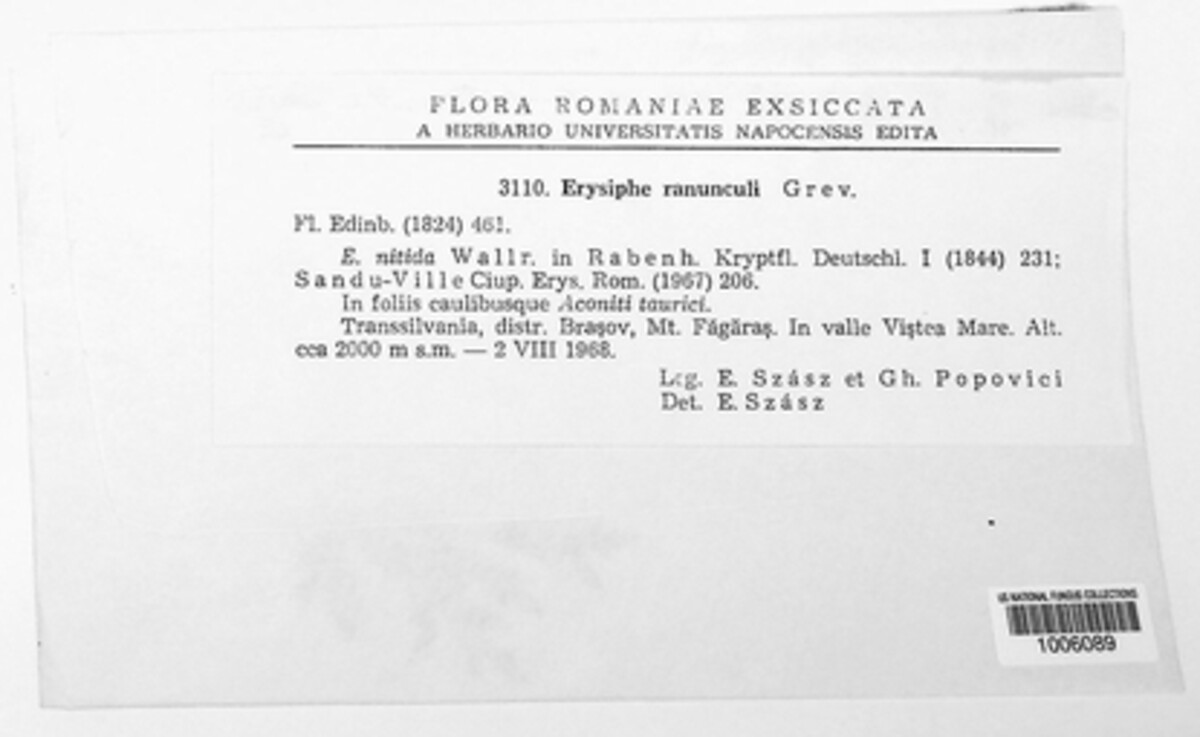 FLORA ROMANIAE EXSICCATA
A HERBARIO UNIVERSITATIS NAPOCENSIS EDITA
3110. Erysiphe ranunculi Grev.
Fl. Edinb. (1824) 461.
E. nitida Wallr. in Rabenh. Kryptfl. Deutschl. I (1844) 231;
Sandu-Ville Ciup. Erys. Rom. (1967) 206.
In foliis caulibusque Aconiti taurici.
Transsilvania, distr. Brașov, Mt. Făgăraș. In valle Viștea Mare. Alt.
cca 2000 m s.m. — 2 VIII 1968.
Leg. E. Szász et Gh. Popovici
Det. E. Szász
US NATIONAL FUNGUS COLLECTIONS
1006089